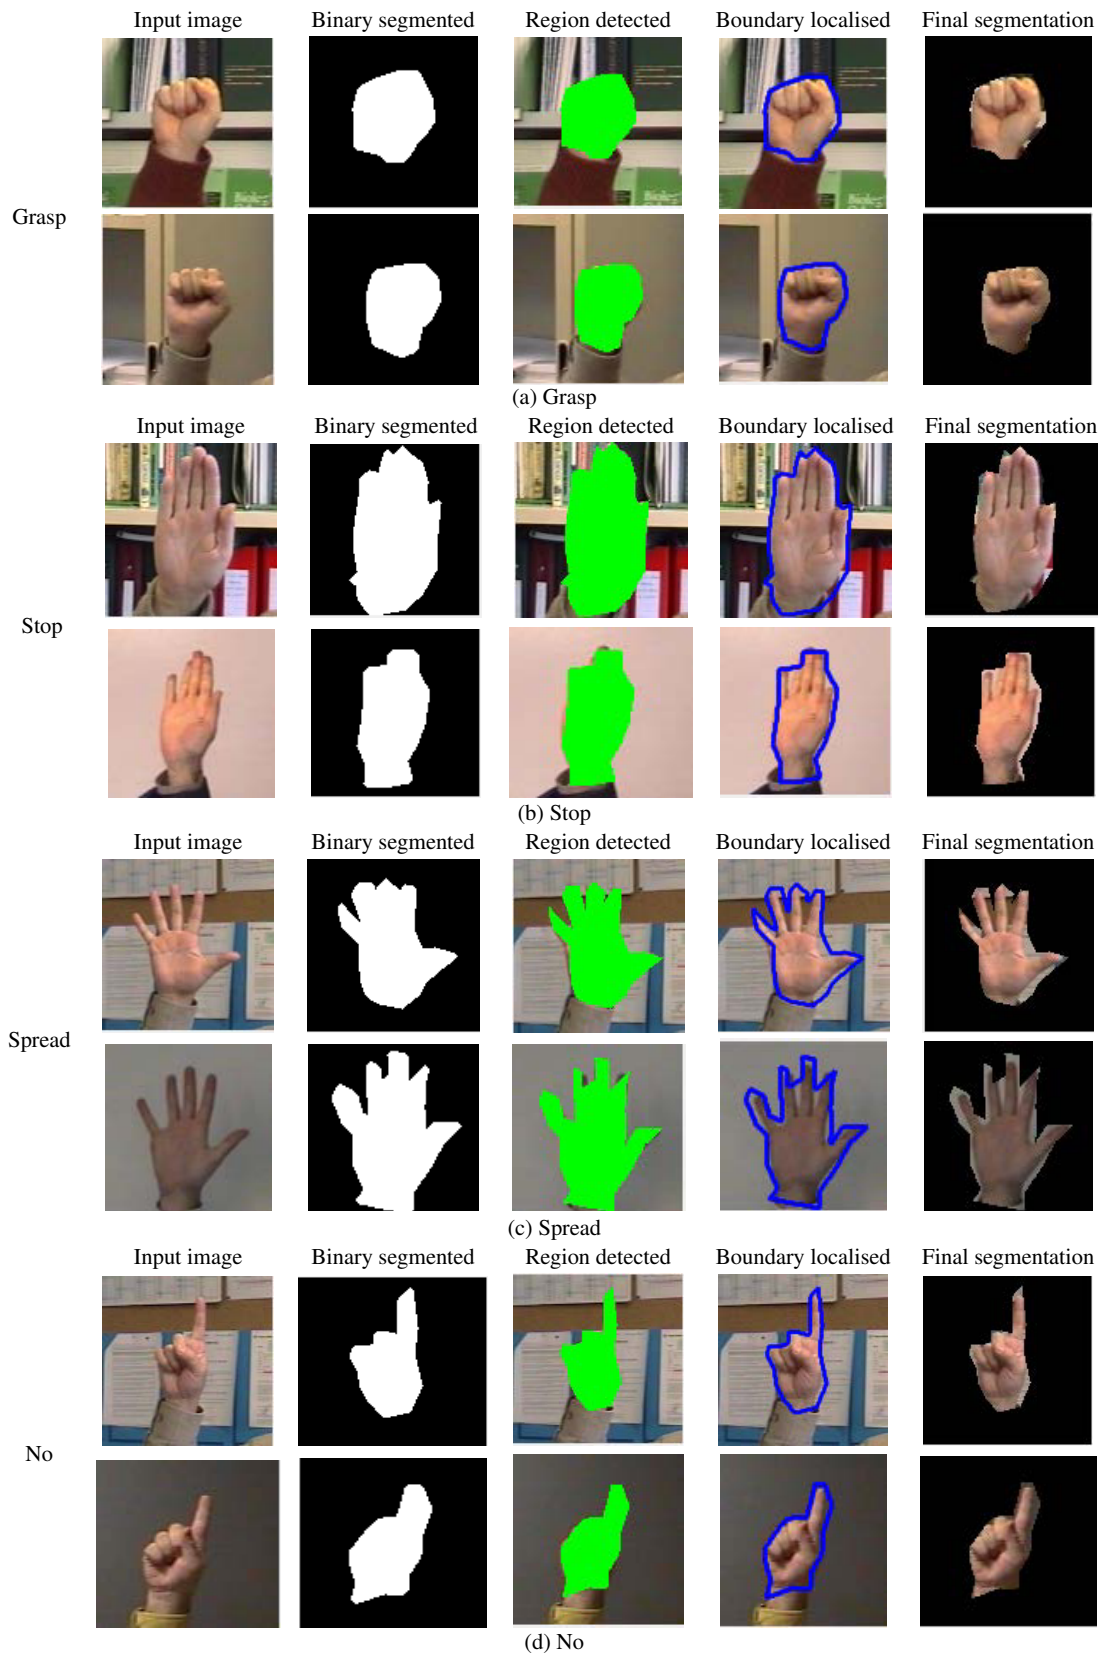 Input image Binary segmented Region detected Boundary localised Final segmentation
Grasp
(a) Grasp
Input image Binary segmented Region detected Boundary localised Final segmentation
Stop
(b) Stop
Input image Binary segmented Region detected Boundary localised Final segmentation
Spread
(c) Spread
Input image Binary segmented Region detected Boundary localised Final segmentation
No
(d) No